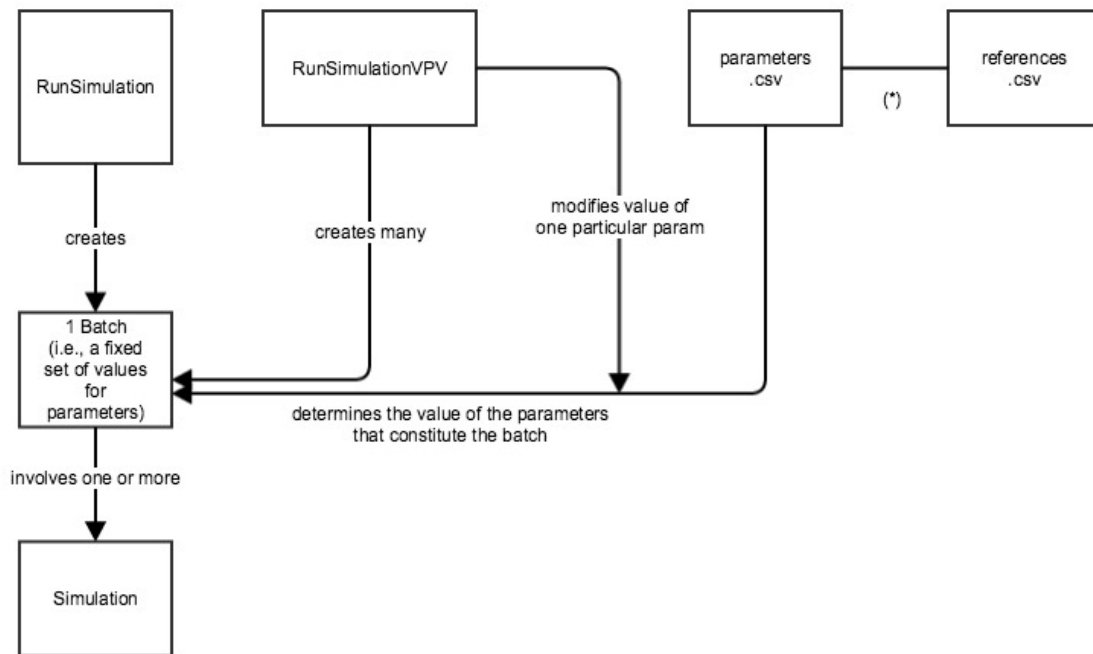 RunSimulation
RunSimulationVPV
parameters
.csv
(*)
references
.csv
creates
creates many
modifies value of
one particular param
1 Batch
(i.e., a fixed
set of values
for
parameters)
determines the value of the parameters
that constitute the batch
involves one or more
Simulation